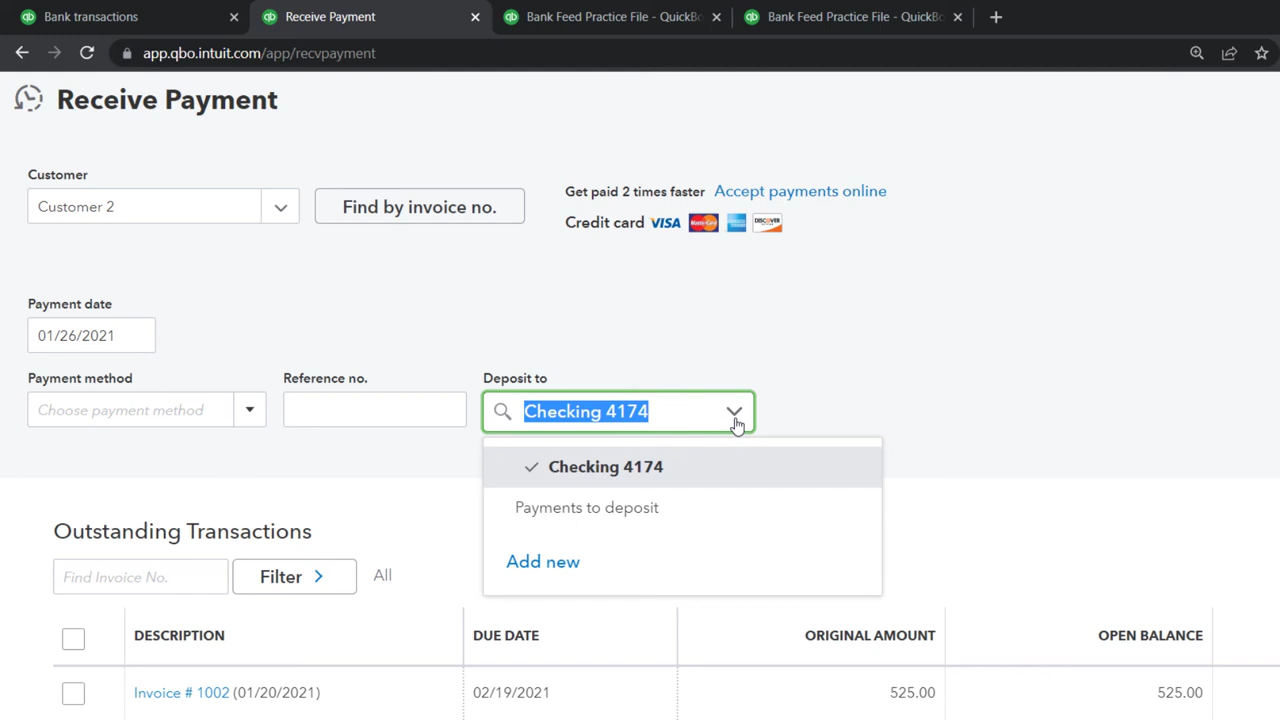 Bank transactions
Receive Payment
Bank Feed Practice File - QuickBo
Bank Feed Practice File - QuickBo
app.qbo.intuit.com/app/recvpayment
Receive Payment
Customer
Customer 2
Find by invoice no.
Get paid 2 times faster Accept payments online
Credit card VISA MasterCard DISCOVER
Payment date
01/26/2021
Payment method
Reference no.
Deposit to
Choose payment method
Checking 4174
Checking 4174
Payments to deposit
Add new
Outstanding Transactions
Find Invoice No.
Filter
All
DESCRIPTION DUE DATE ORIGINAL AMOUNT OPEN BALANCE
Invoice # 1002 (01/20/2021) 02/19/2021 525.00 525.00